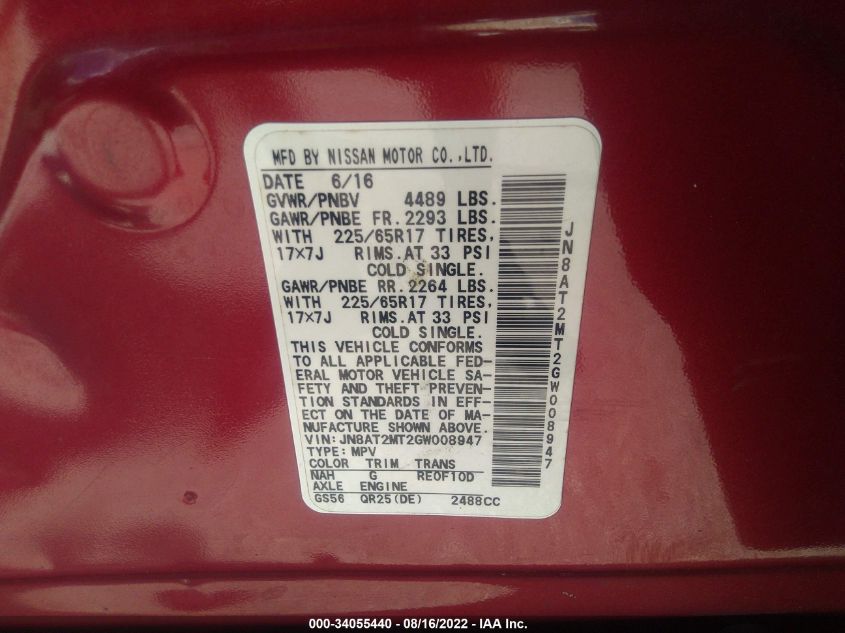 MFD BY NISSAN MOTOR CO.,LTD.
DATE 6/16
GVWR/PNBV 4489 LBS.
GAWR/PNBE FR. 2293 LBS.
WITH 225/65R17 TIRES,
17×7J RIMS.AT 33 PSI
COLD SINGLE.
GAWR/PNBE RR. 2264 LBS.
WITH 225/65R17 TIRES,
17×7J RIMS.AT 33 PSI
COLD SINGLE.
THIS VEHICLE CONFORMS
TO ALL APPLICABLE FED-
ERAL MOTOR VEHICLE SA-
FETY AND THEFT PREVEN-
TION STANDARDS IN EFF-
ECT ON THE DATE OF MA-
NUFACTURE SHOWN ABOVE.
VIN: JN8AT2MT2GW008947
TYPE: MPV
COLOR TRIM TRANS
NAH G RE0F10D
AXLE ENGINE
GS56 QR25(DE) 2488CC
JN8AT2MT2GW008947
000-34055440 - 08/16/2022 - IAA Inc.